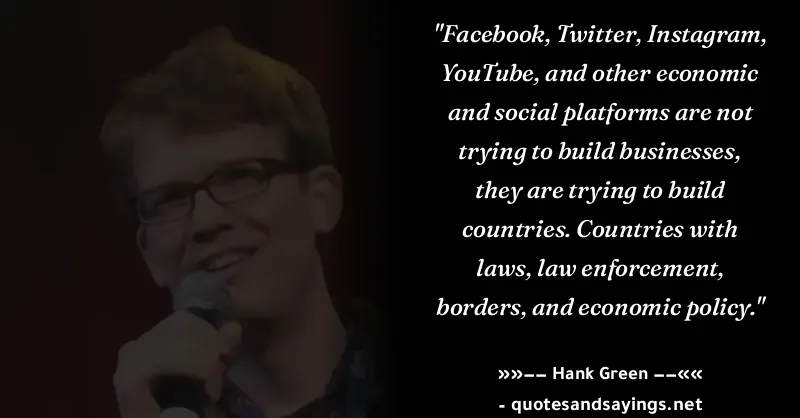 "Facebook, Twitter, Instagram,
YouTube, and other economic
and social platforms are not
trying to build businesses,
they are trying to build
countries. Countries with
laws, law enforcement,
borders, and economic policy."
»»−− Hank Green −−««
- quotesandsayings.net